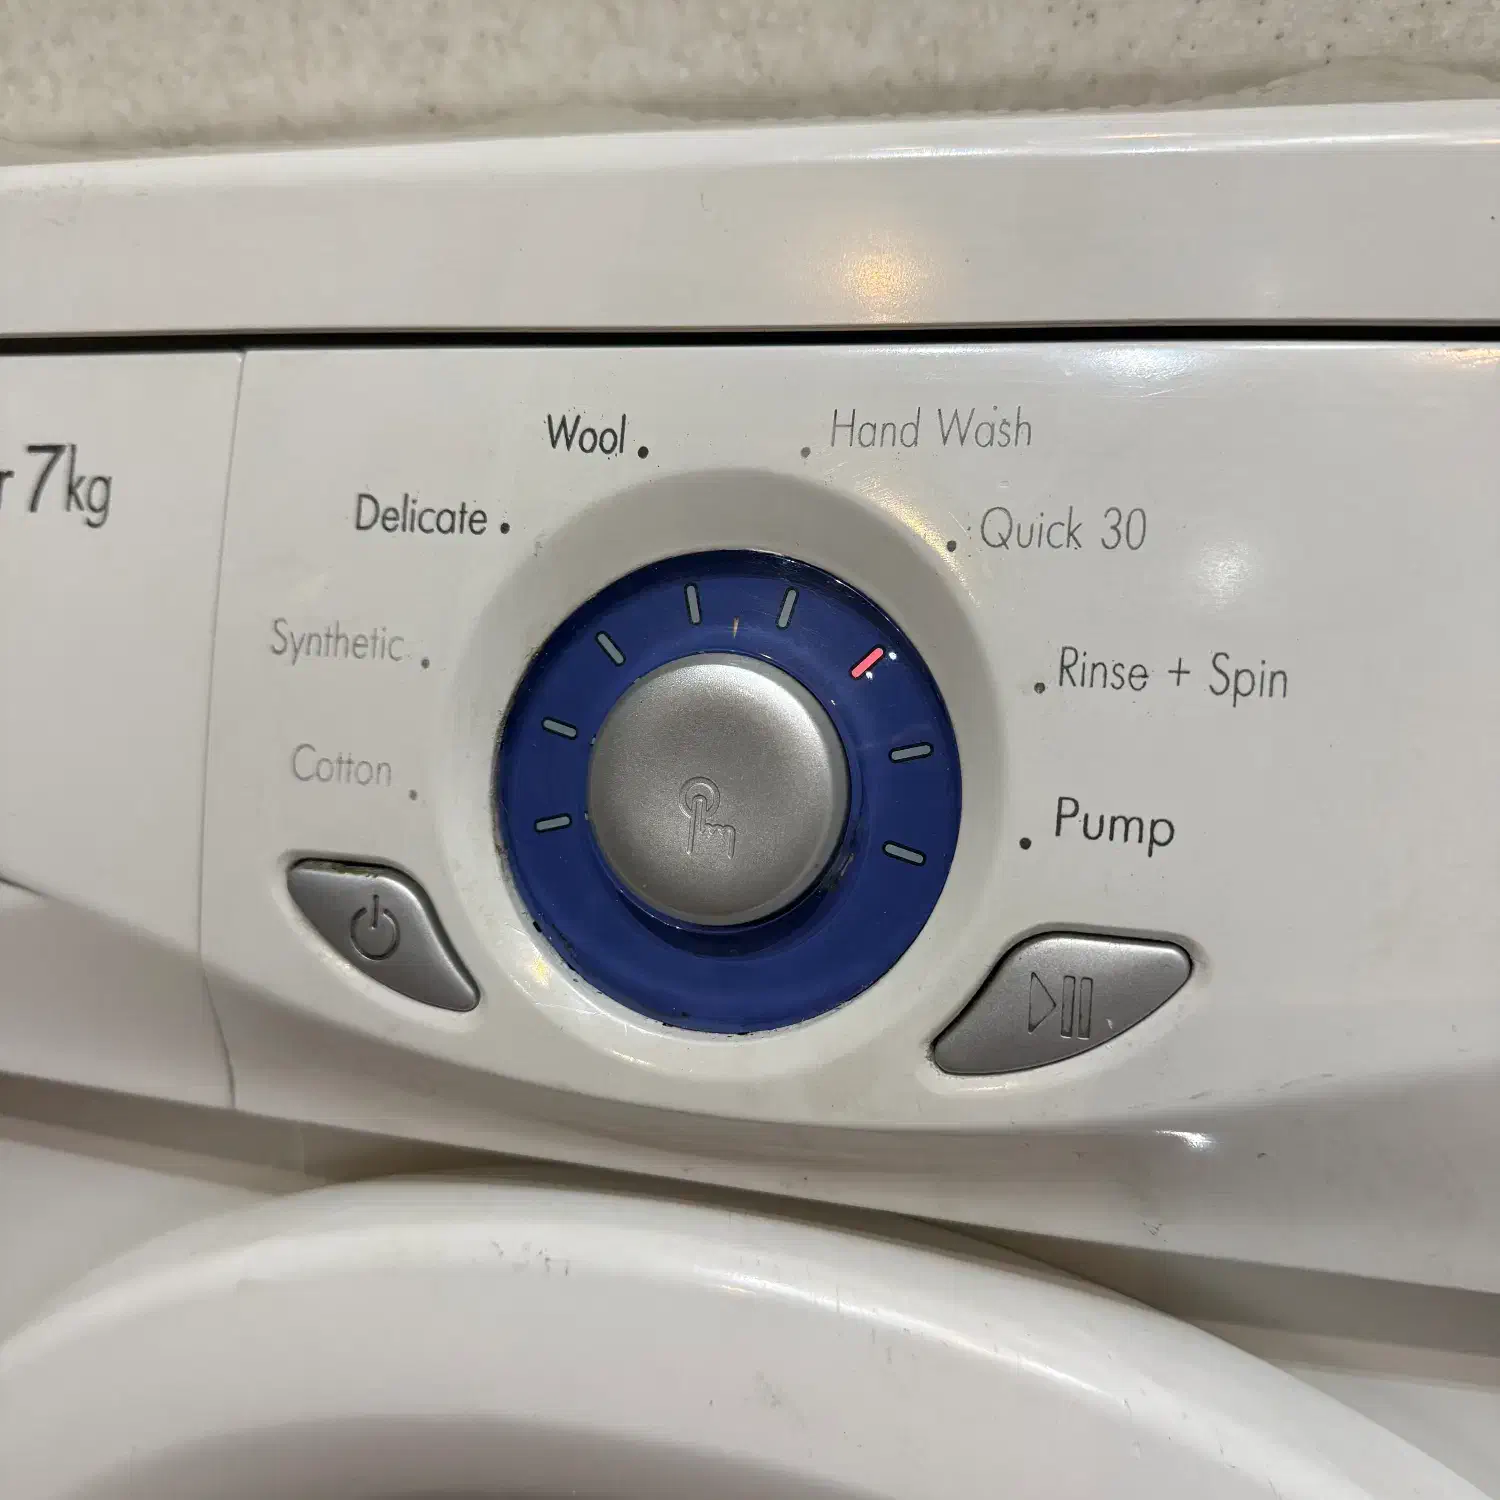 7kg
Wool
Hand Wash
Delicate
Quick 30
Synthetic
Rinse + Spin
Cotton
Pump